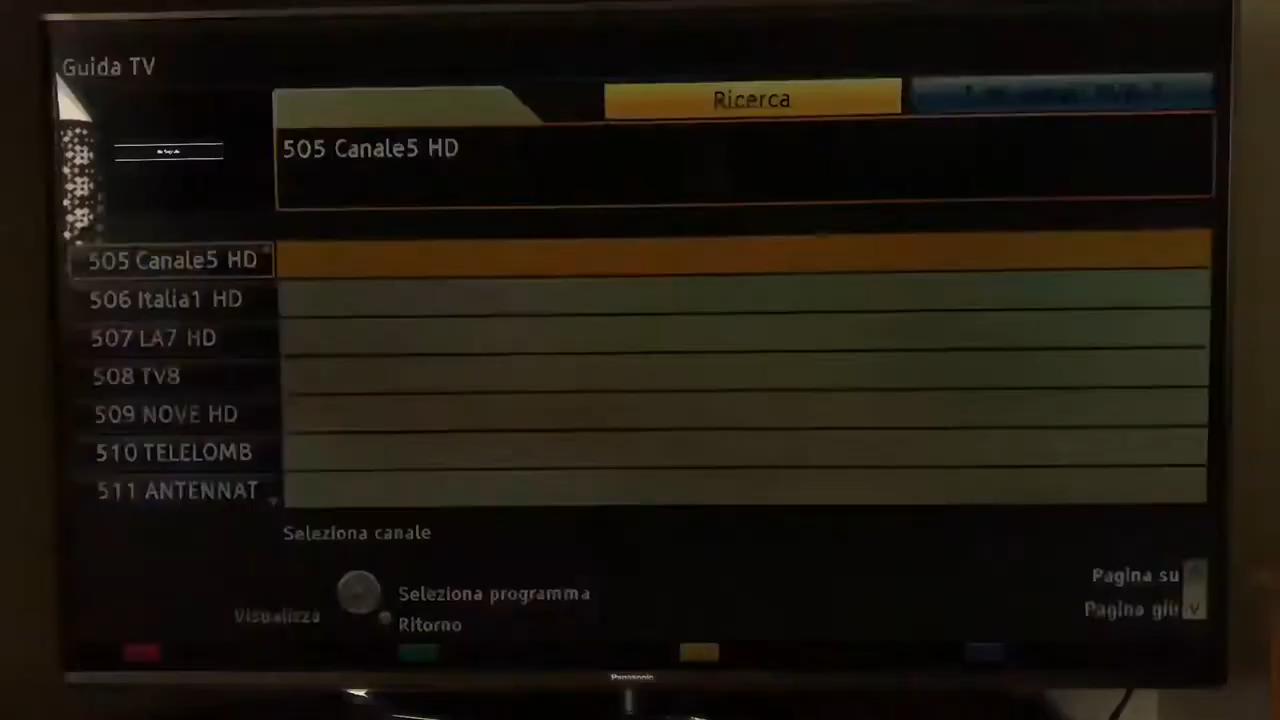 Guida TV
Ricerca
505 Canale5 HD
505 Canale5 HD
506 Italia1 HD
507 LA7 HD
508 TV8
509 NOVE HD
510 TELELOMB
511 ANTENNAT
Seleziona canale
Seleziona programma
Visualizza
Ritorno
Pagina su
Pagina giù
Panasonic